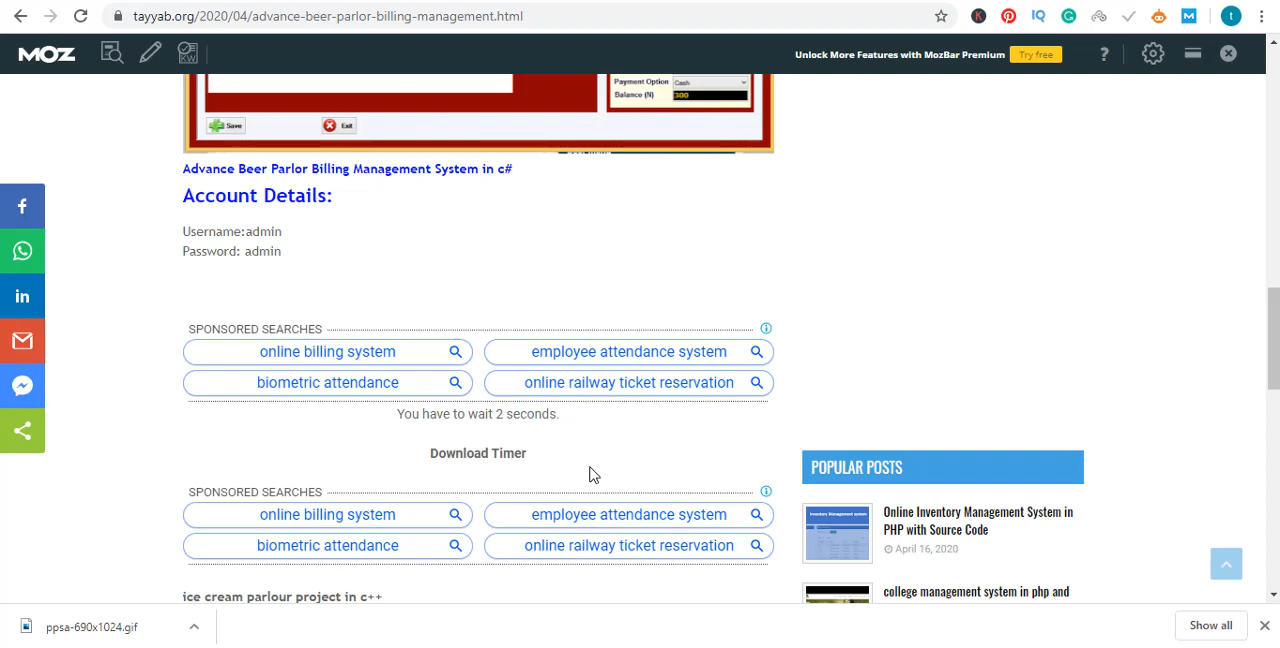 tayyab.org/2020/04/advance-beer-parlor-billing-management.html
K
IQ
G
M
t
MOZ
KW
Unlock More Features with MozBar Premium
Try free
?
Payment Option Cash
Balance (N) 300
Save
Exit
Advance Beer Parlor Billing Management System in c#
Account Details:
Username:admin
Password: admin
f
in
SPONSORED SEARCHES
online billing system
employee attendance system
biometric attendance
online railway ticket reservation
You have to wait 2 seconds.
Download Timer
SPONSORED SEARCHES
online billing system
employee attendance system
biometric attendance
online railway ticket reservation
ice cream parlour project in c++
POPULAR POSTS
Online Inventory Management System in
PHP with Source Code
April 16, 2020
college management system in php and
ppsa-690x1024.gif
Show all